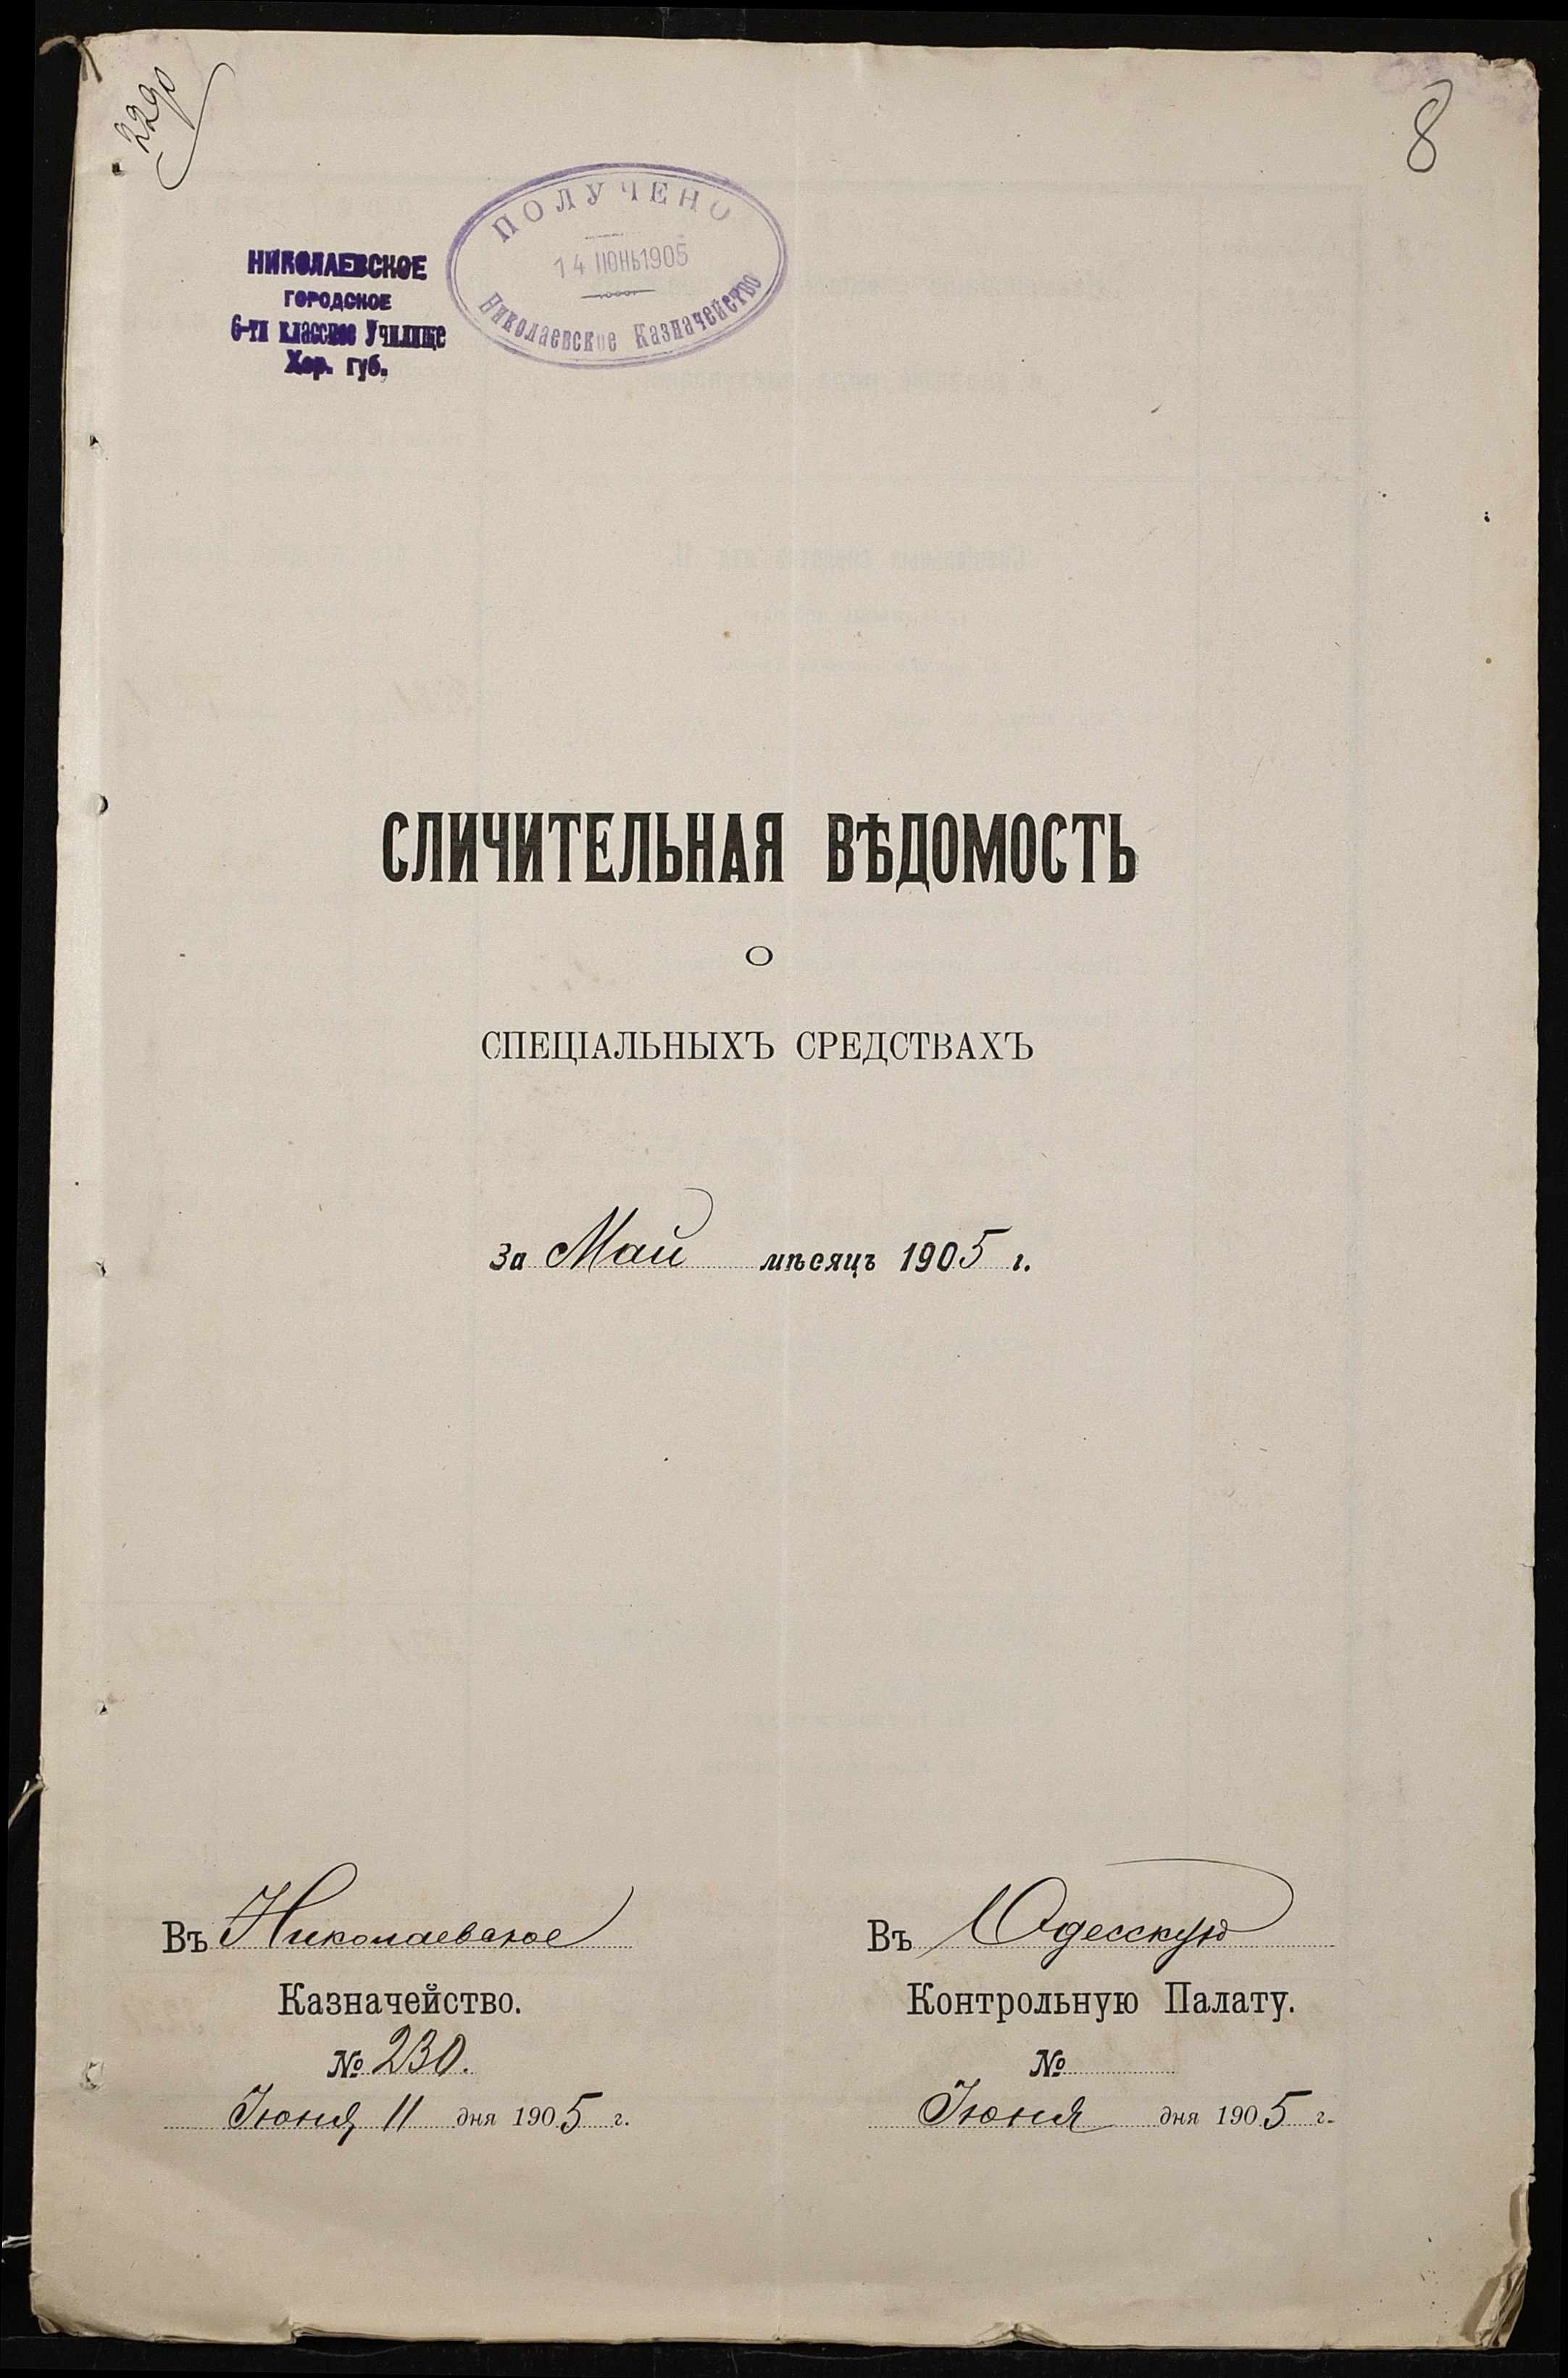 2290
8
ПОЛУЧЕНО
14 ІЮНЬ 1905
Николаевское Казначейство
НИКОЛАЕВСКОЕ
ГОРОДСКОЕ
6-ти классное Училище
Хер. губ.
СЛИЧИТЕЛЬНАЯ ВѢДОМОСТЬ
О
СПЕЦІАЛЬНЫХЪ СРЕДСТВАХЪ
За Май мѣсяцъ 1905 г.
Въ Николаевское
Казначейство.
№ 230.
Іюня 11 дня 1905 г.
Въ Одесскую
Контрольную Палату.
№
Іюня дня 1905 г.